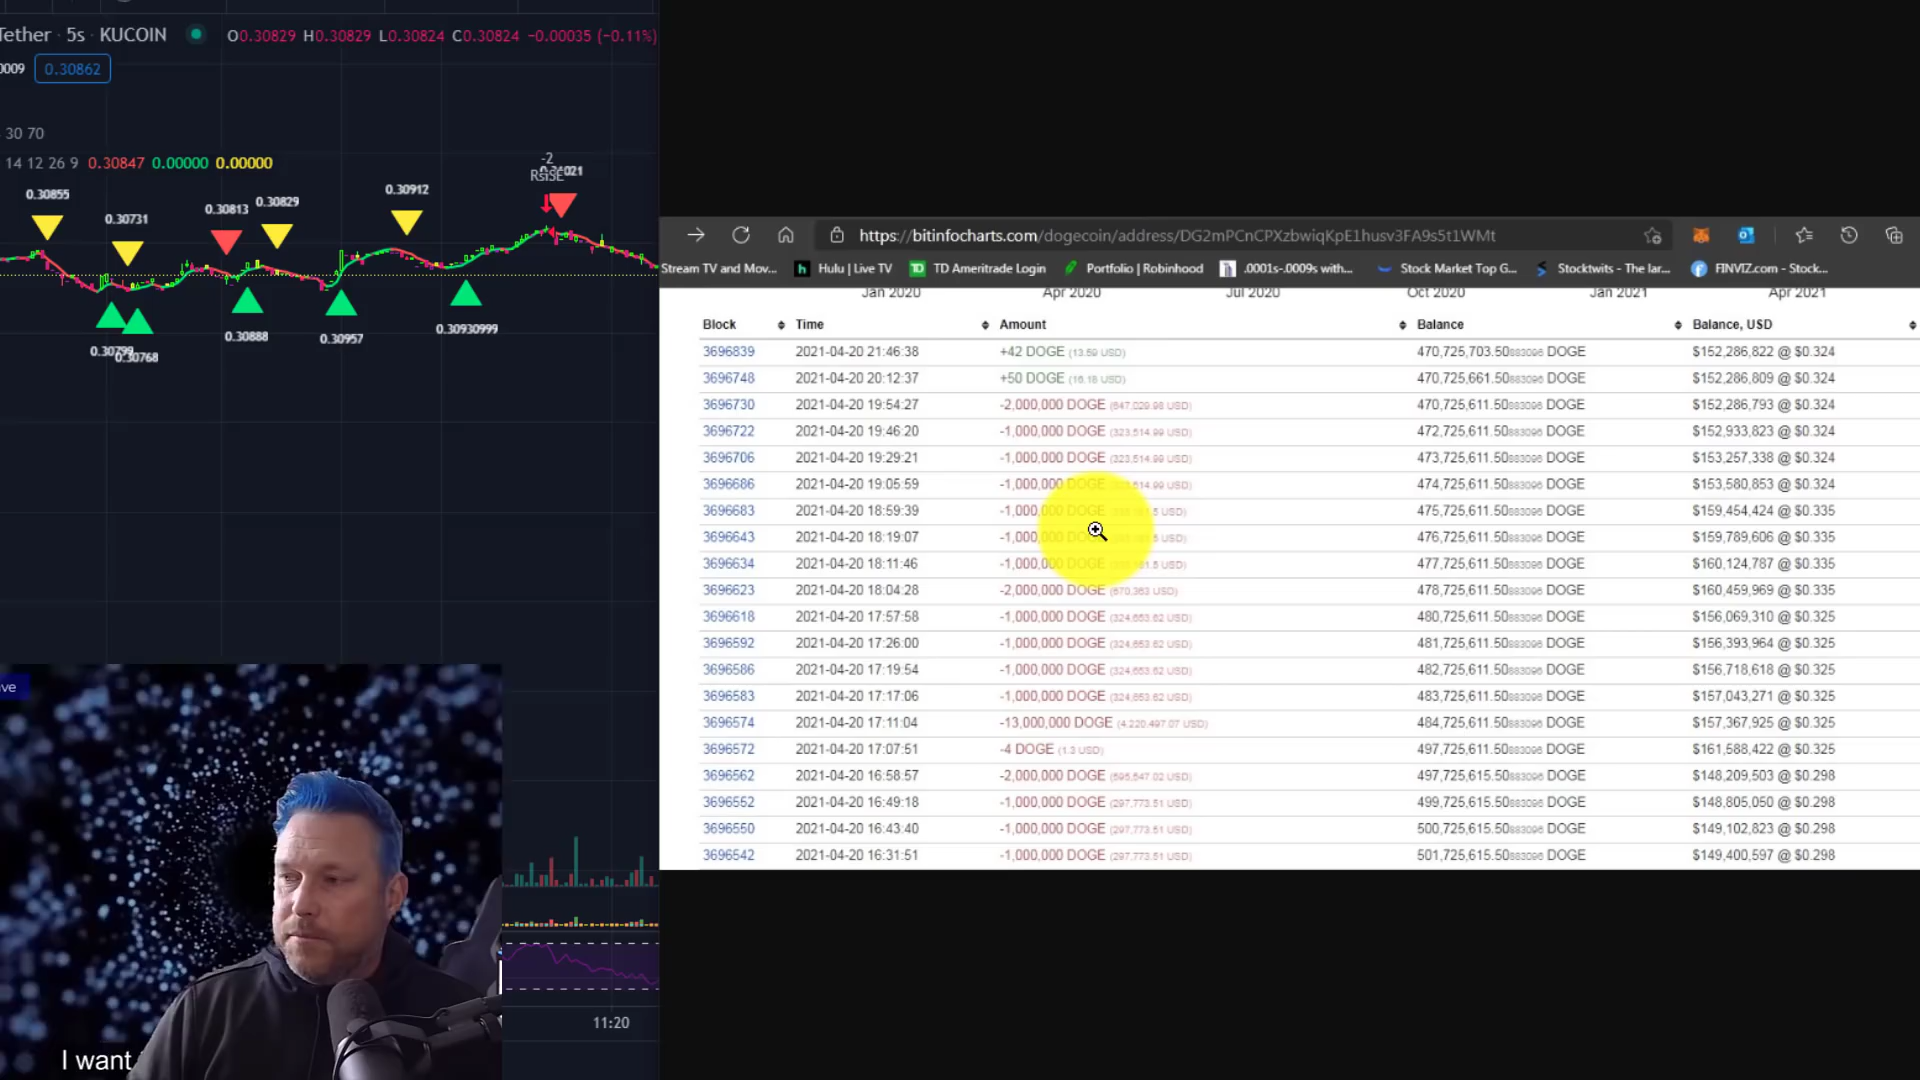 Tether · 5s · KUCOIN O0.30829 H0.30829 L0.30824 C0.30824 −0.00035 (−0.11%)
0009 0.30862
30 70
14 12 26 9 0.30847 0.00000 0.00000
-2
RSISE
0.30855
0.30731
0.30813
0.30829
0.30912
0.30768
0.30888
0.30957
0.30930999
11:20
ve
I want
https://bitinfocharts.com/dogecoin/address/DG2mPCnCPXzbwiqKpE1husv3FA9s5t1WMt
Stream TV and Mov... Hulu | Live TV TD Ameritrade Login Portfolio | Robinhood .0001s-.0009s with... Stock Market Top G... Stocktwits - The lar... FINVIZ.com - Stock...
Jan 2020 Apr 2020 Jul 2020 Oct 2020 Jan 2021 Apr 2021
Block Time Amount Balance Balance, USD
3696839 2021-04-20 21:46:38 +42 DOGE (13.59 USD) 470,725,703.50883096 DOGE $152,286,822 @ $0.324
3696748 2021-04-20 20:12:37 +50 DOGE (16.18 USD) 470,725,661.50883096 DOGE $152,286,809 @ $0.324
3696730 2021-04-20 19:54:27 -2,000,000 DOGE (647,029.98 USD) 470,725,611.50883096 DOGE $152,286,793 @ $0.324
3696722 2021-04-20 19:46:20 -1,000,000 DOGE (323,514.99 USD) 472,725,611.50883096 DOGE $152,933,823 @ $0.324
3696706 2021-04-20 19:29:21 -1,000,000 DOGE (323,514.99 USD) 473,725,611.50883096 DOGE $153,257,338 @ $0.324
3696686 2021-04-20 19:05:59 -1,000,000 DOGE 474,725,611.50883096 DOGE $153,580,853 @ $0.324
3696683 2021-04-20 18:59:39 -1,000,000 DOGE 475,725,611.50883096 DOGE $159,454,424 @ $0.335
3696643 2021-04-20 18:19:07 -1,000,000 DOGE 476,725,611.50883096 DOGE $159,789,606 @ $0.335
3696634 2021-04-20 18:11:46 -1,000,000 DOGE 477,725,611.50883096 DOGE $160,124,787 @ $0.335
3696623 2021-04-20 18:04:28 -2,000,000 DOGE (670,363 USD) 478,725,611.50883096 DOGE $160,459,969 @ $0.335
3696618 2021-04-20 17:57:58 -1,000,000 DOGE (324,653.62 USD) 480,725,611.50883096 DOGE $156,069,310 @ $0.325
3696592 2021-04-20 17:26:00 -1,000,000 DOGE (324,653.62 USD) 481,725,611.50883096 DOGE $156,393,964 @ $0.325
3696586 2021-04-20 17:19:54 -1,000,000 DOGE (324,653.62 USD) 482,725,611.50883096 DOGE $156,718,618 @ $0.325
3696583 2021-04-20 17:17:06 -1,000,000 DOGE (324,653.62 USD) 483,725,611.50883096 DOGE $157,043,271 @ $0.325
3696574 2021-04-20 17:11:04 -13,000,000 DOGE (4,220,497.07 USD) 484,725,611.50883096 DOGE $157,367,925 @ $0.325
3696572 2021-04-20 17:07:51 -4 DOGE (1.3 USD) 497,725,611.50883096 DOGE $161,588,422 @ $0.325
3696562 2021-04-20 16:58:57 -2,000,000 DOGE (595,547.02 USD) 497,725,615.50883096 DOGE $148,209,503 @ $0.298
3696552 2021-04-20 16:49:18 -1,000,000 DOGE (297,773.51 USD) 499,725,615.50883096 DOGE $148,805,050 @ $0.298
3696550 2021-04-20 16:43:40 -1,000,000 DOGE (297,773.51 USD) 500,725,615.50883096 DOGE $149,102,823 @ $0.298
3696542 2021-04-20 16:31:51 -1,000,000 DOGE (297,773.51 USD) 501,725,615.50883096 DOGE $149,400,597 @ $0.298